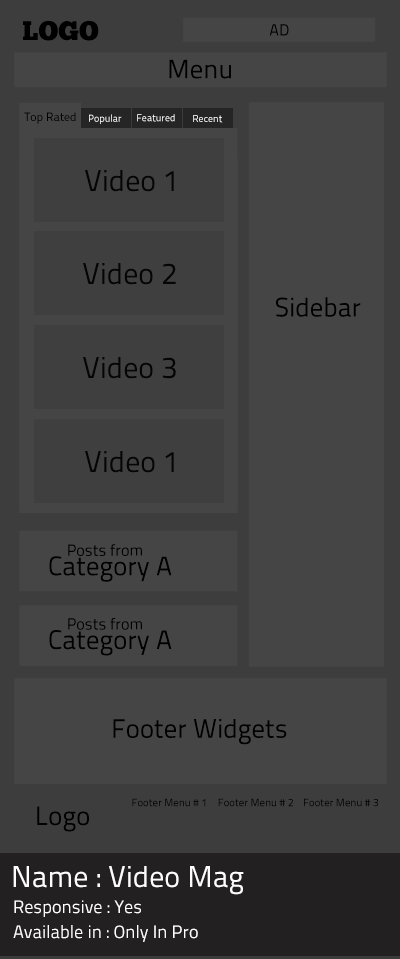 LOGO
AD
Menu
Top Rated
Popular
Featured
Recent
Video 1
Video 2
Video 3
Video 1
Sidebar
Posts from
Category A
Posts from
Category A
Footer Widgets
Logo
Footer Menu # 1
Footer Menu # 2
Footer Menu # 3
Name : Video Mag
Responsive : Yes
Available in : Only In Pro